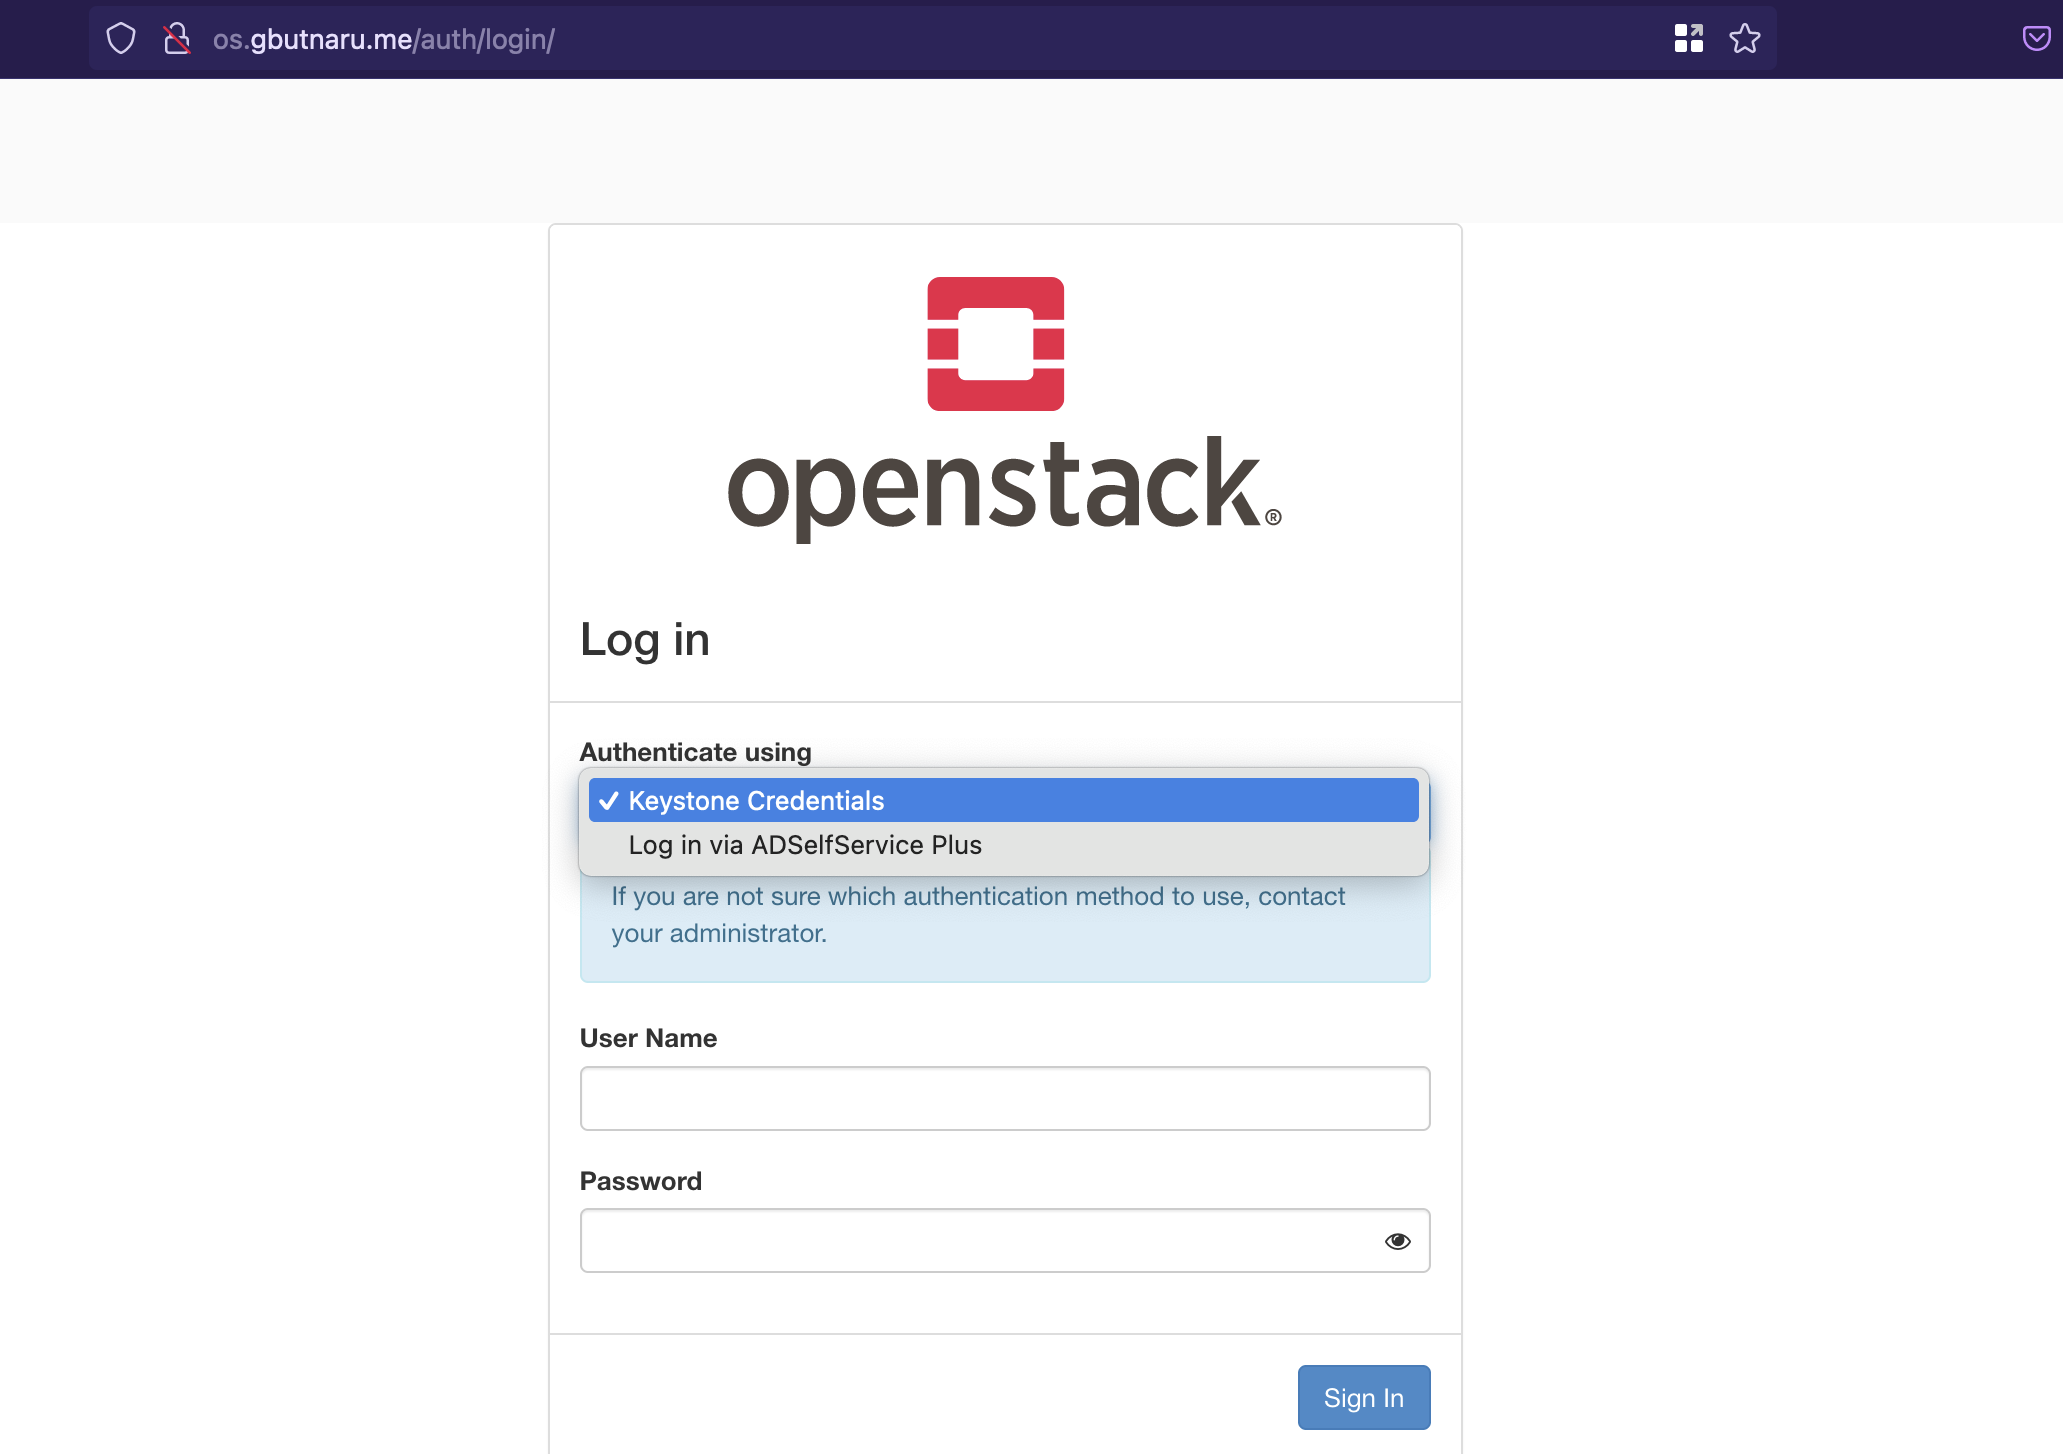 os.gbutnaru.me/auth/login/
openstack®
Log in
Authenticate using
✓ Keystone Credentials
Log in via ADSelfService Plus
If you are not sure which authentication method to use, contact
your administrator.
User Name
Password
Sign In